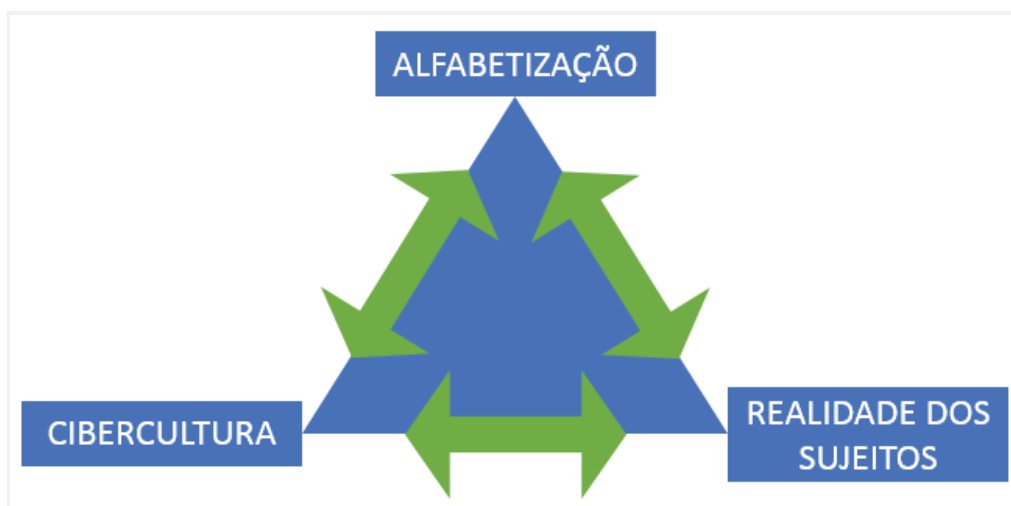 ALFABETIZAÇÃO
CIBERCULTURA
REALIDADE DOS
SUJEITOS